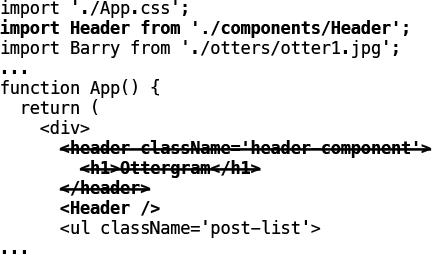 import './App.css';
import Header from './components/Header';
import Barry from './otters/otter1.jpg';
...
function App() {
return (
<div>
<header className='header-component'>
<h1>Ottergram</h1>
</header>
<Header />
<ul className='post-list'>
...